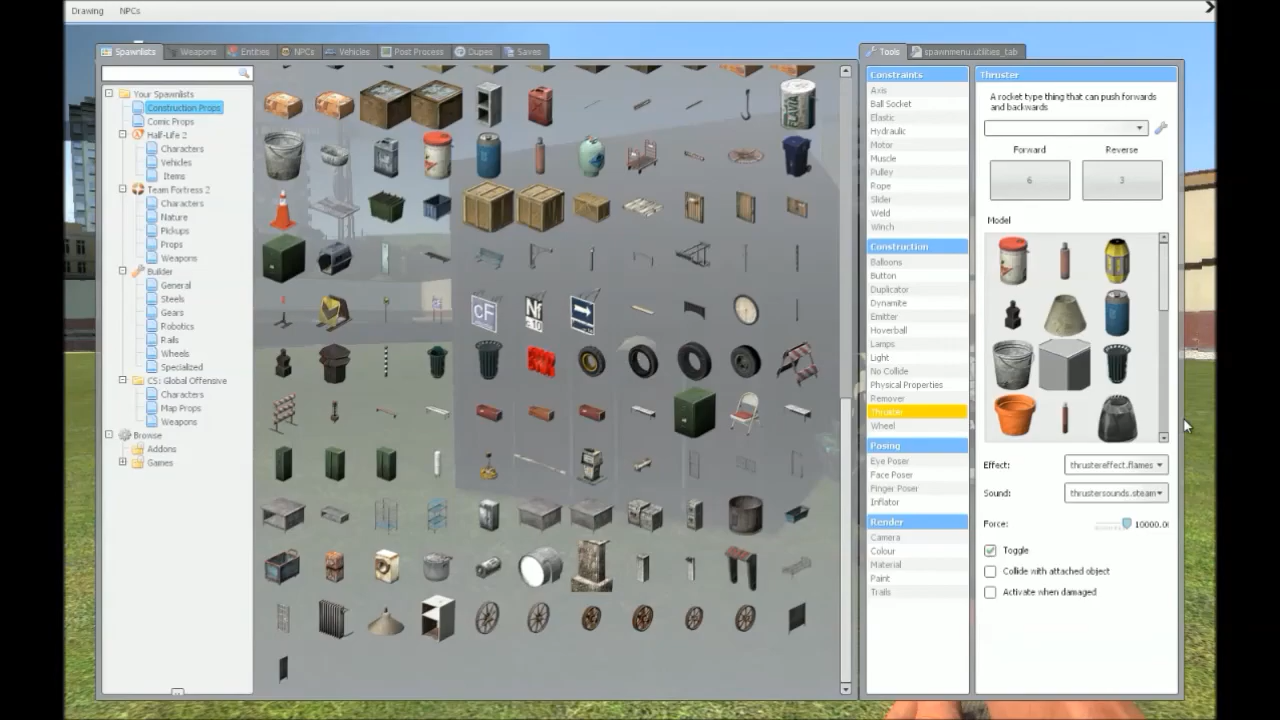 Drawing NPCs
Spawnlists Weapons Entities NPCs Vehicles Post Process Dupes Saves
Your Spawnlists
Construction Props
Comic Props
Half-Life 2
Characters
Vehicles
Items
Team Fortress 2
Characters
Nature
Pickups
Props
Weapons
Builder
General
Steels
Gears
Robotics
Rails
Wheels
Specialized
CS: Global Offensive
Characters
Map Props
Weapons
Browse
Addons
Games
cF
Tools spawnmenu.utilities_tab
Constraints
Axis
Ball Socket
Elastic
Hydraulic
Motor
Muscle
Pulley
Rope
Slider
Weld
Winch
Construction
Balloons
Button
Duplicator
Dynamite
Emitter
Hoverball
Lamps
Light
No Collide
Physical Properties
Remover
Thruster
Wheel
Posing
Eye Poser
Face Poser
Finger Poser
Inflator
Render
Camera
Colour
Material
Paint
Trails
Thruster
A rocket type thing that can push forwards
and backwards
Forward Reverse
6 3
Model
Effect: thrustereffect.flames
Sound: thrustersounds.steam
Force: 10000.0
Toggle
Collide with attached object
Activate when damaged